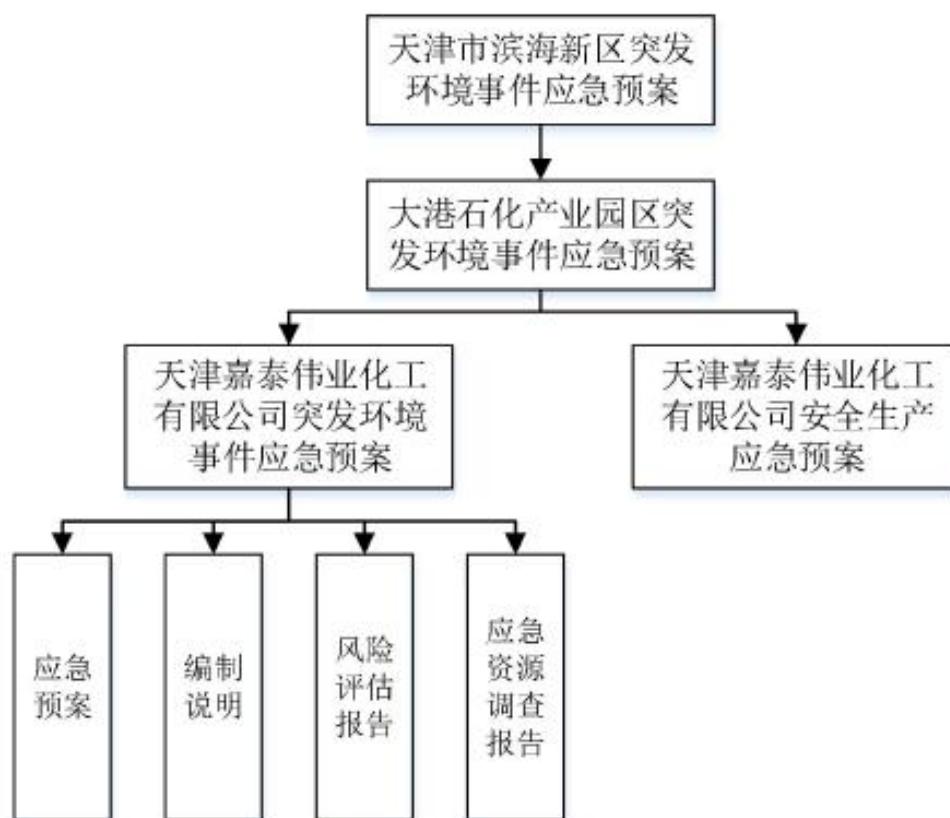 天津市滨海新区突发
环境事件应急预案
大港石化产业园区突
发环境事件应急预案
天津嘉泰伟业化工
有限公司突发环境
事件应急预案
天津嘉泰伟业化工
有限公司安全生产
应急预案
应急
预案
编制
说明
风险
评估
报告
应急
资源
调查
报告